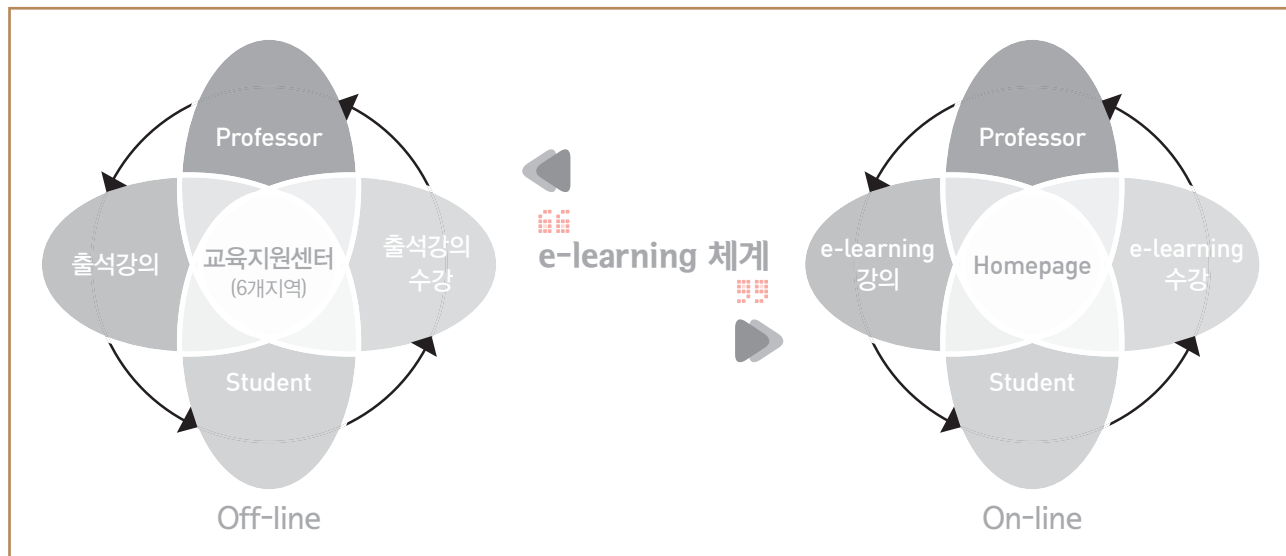 Professor
출석강의
교육지원센터
(6개지역)
출석강의
수강
Student
Off-line
e-learning 체계
Professor
e-learning
강의
Homepage
e-learning
수강
Student
On-line